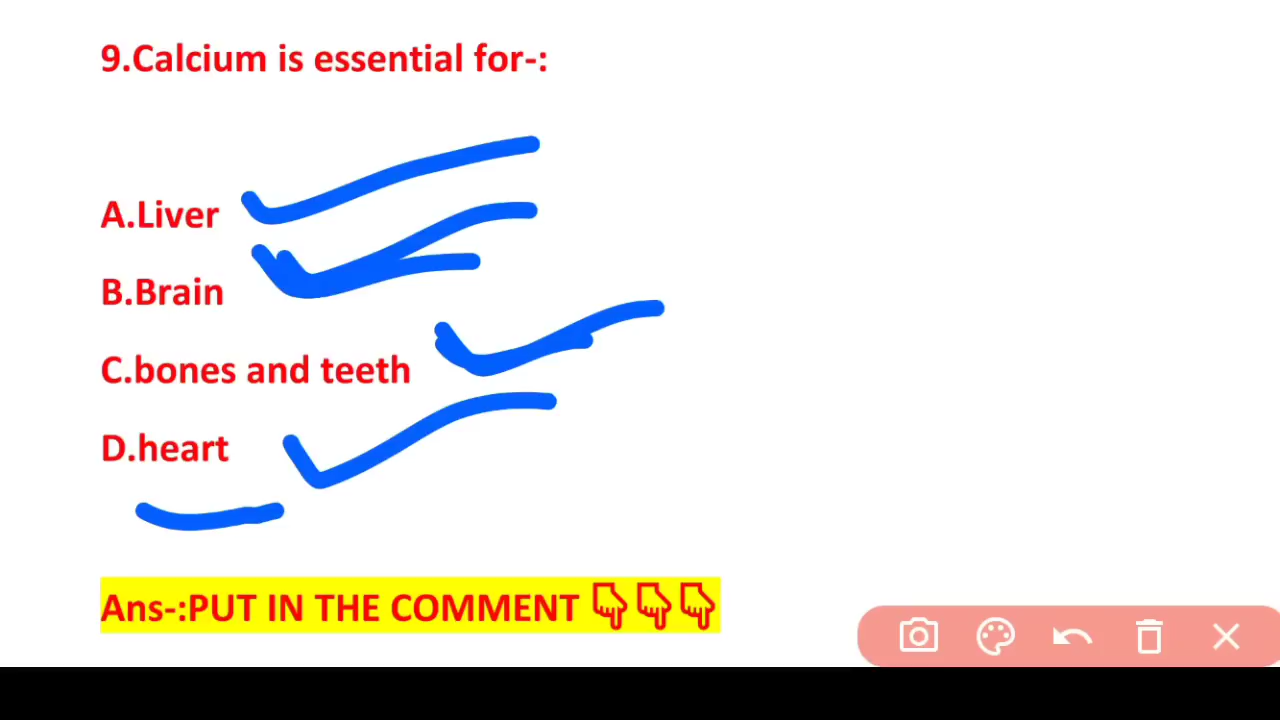 9.Calcium is essential for-:
A.Liver
B.Brain
C.bones and teeth
D.heart
Ans-:PUT IN THE COMMENT 👇👇👇